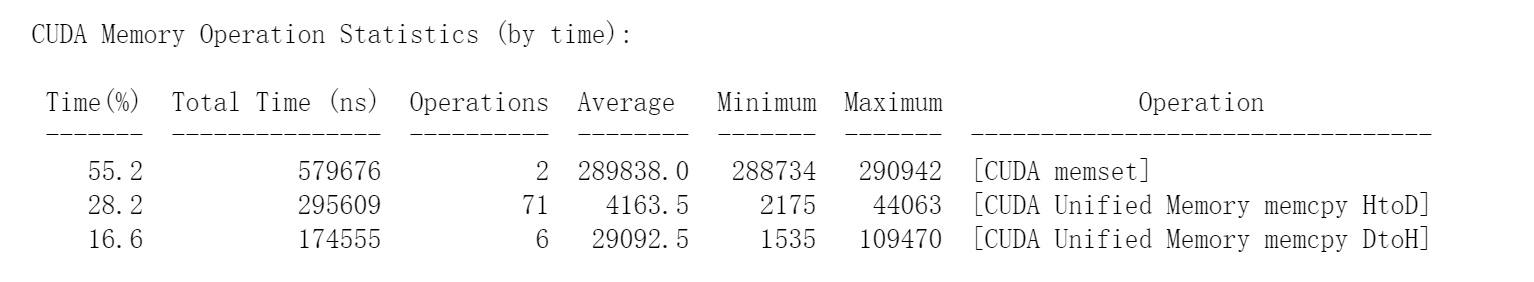 CUDA Memory Operation Statistics (by time):
Time(%) Total Time (ns) Operations Average Minimum Maximum Operation
------- --------------- ---------- -------- ------- ------- ---------------------------------
55.2 579676 2 289838.0 288734 290942 [CUDA memset]
28.2 295609 71 4163.5 2175 44063 [CUDA Unified Memory memcpy HtoD]
16.6 174555 6 29092.5 1535 109470 [CUDA Unified Memory memcpy DtoH]